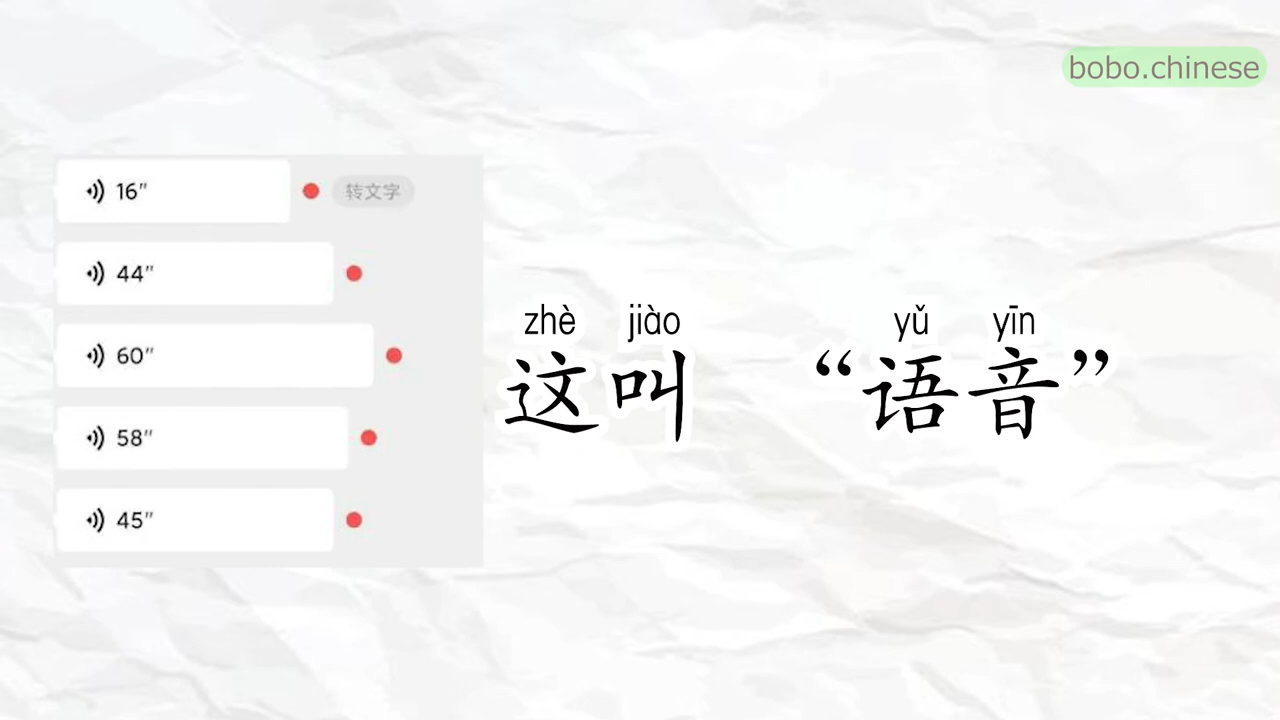 bobo.chinese
16″ 转文字
44″
60″
58″
45″
zhè jiào yǔ yīn
这叫 “语音”